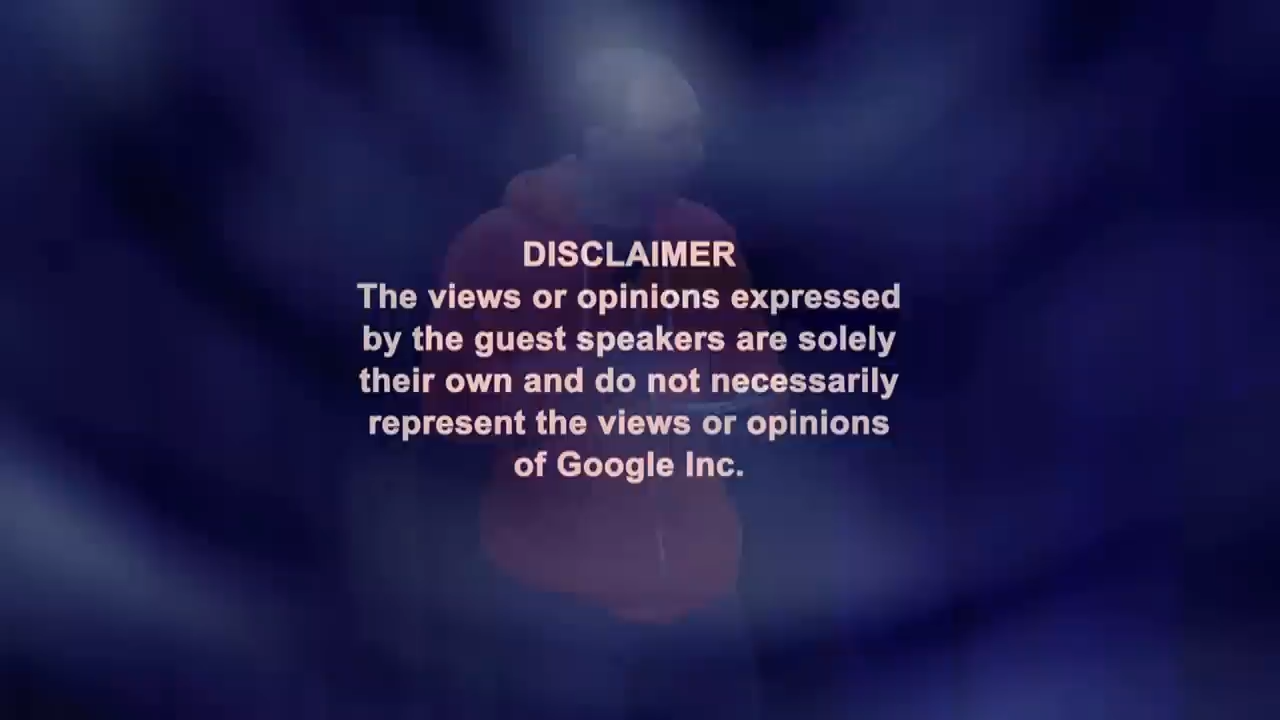 DISCLAIMER
The views or opinions expressed
by the guest speakers are solely
their own and do not necessarily
represent the views or opinions
of Google Inc.